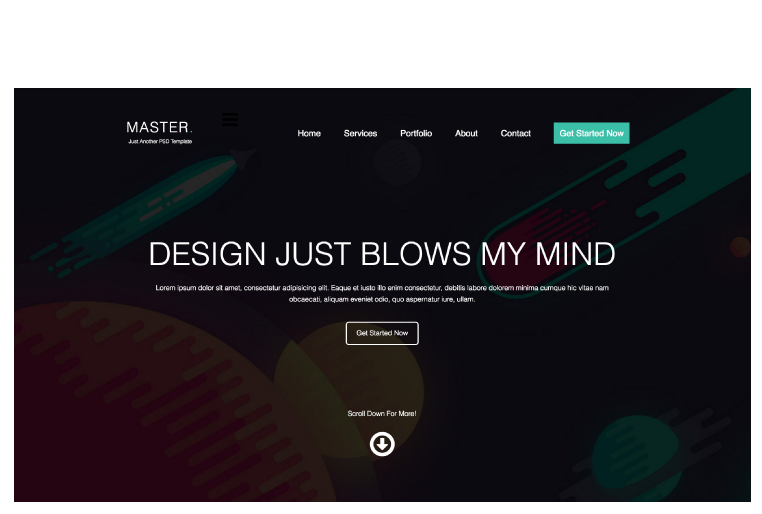 MASTER.
Just Another PSD Template
Home Services Portfolio About Contact Get Started Now
DESIGN JUST BLOWS MY MIND
Lorem ipsum dolor sit amet, consectetur adipisicing elit. Eaque et iusto illo enim consectetur, debitis labore dolorem minima cumque hic vitae nam
obcaecati, aliquam eveniet odio, quo aspernatur iure, ullam.
Get Started Now
Scroll Down For More!